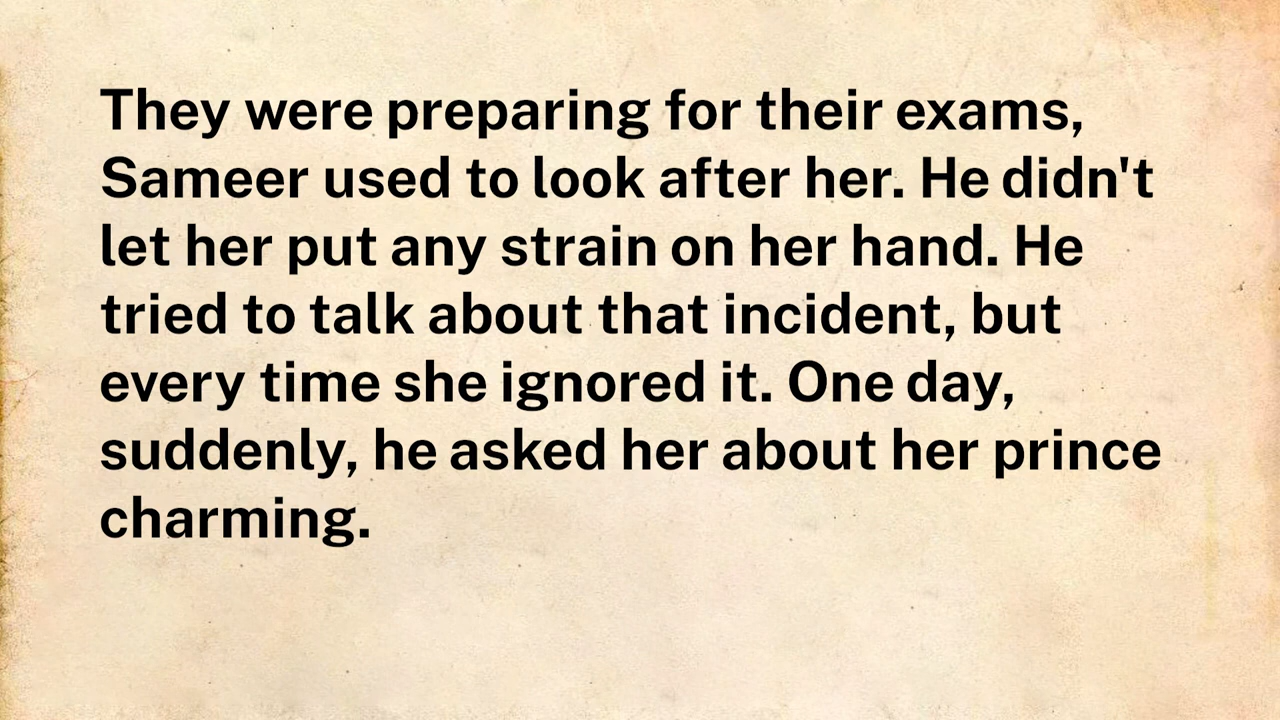 They were preparing for their exams,
Sameer used to look after her. He didn't
let her put any strain on her hand. He
tried to talk about that incident, but
every time she ignored it. One day,
suddenly, he asked her about her prince
charming.